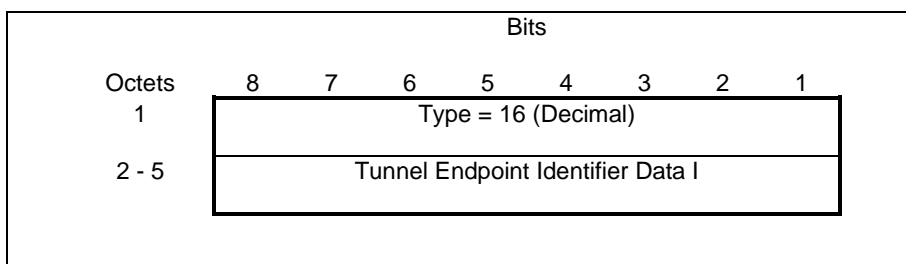 Bits
Octets 8 7 6 5 4 3 2 1
1 Type = 16 (Decimal)
2 - 5 Tunnel Endpoint Identifier Data I